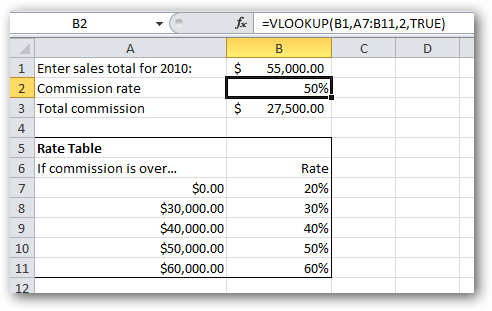 B2 fx =VLOOKUP(B1,A7:B11,2,TRUE)
A B C D
1 Enter sales total for 2010: $ 55,000.00
2 Commission rate 50%
3 Total commission $ 27,500.00
4
5 Rate Table
6 If commission is over... Rate
7 $0.00 20%
8 $30,000.00 30%
9 $40,000.00 40%
10 $50,000.00 50%
11 $60,000.00 60%
12